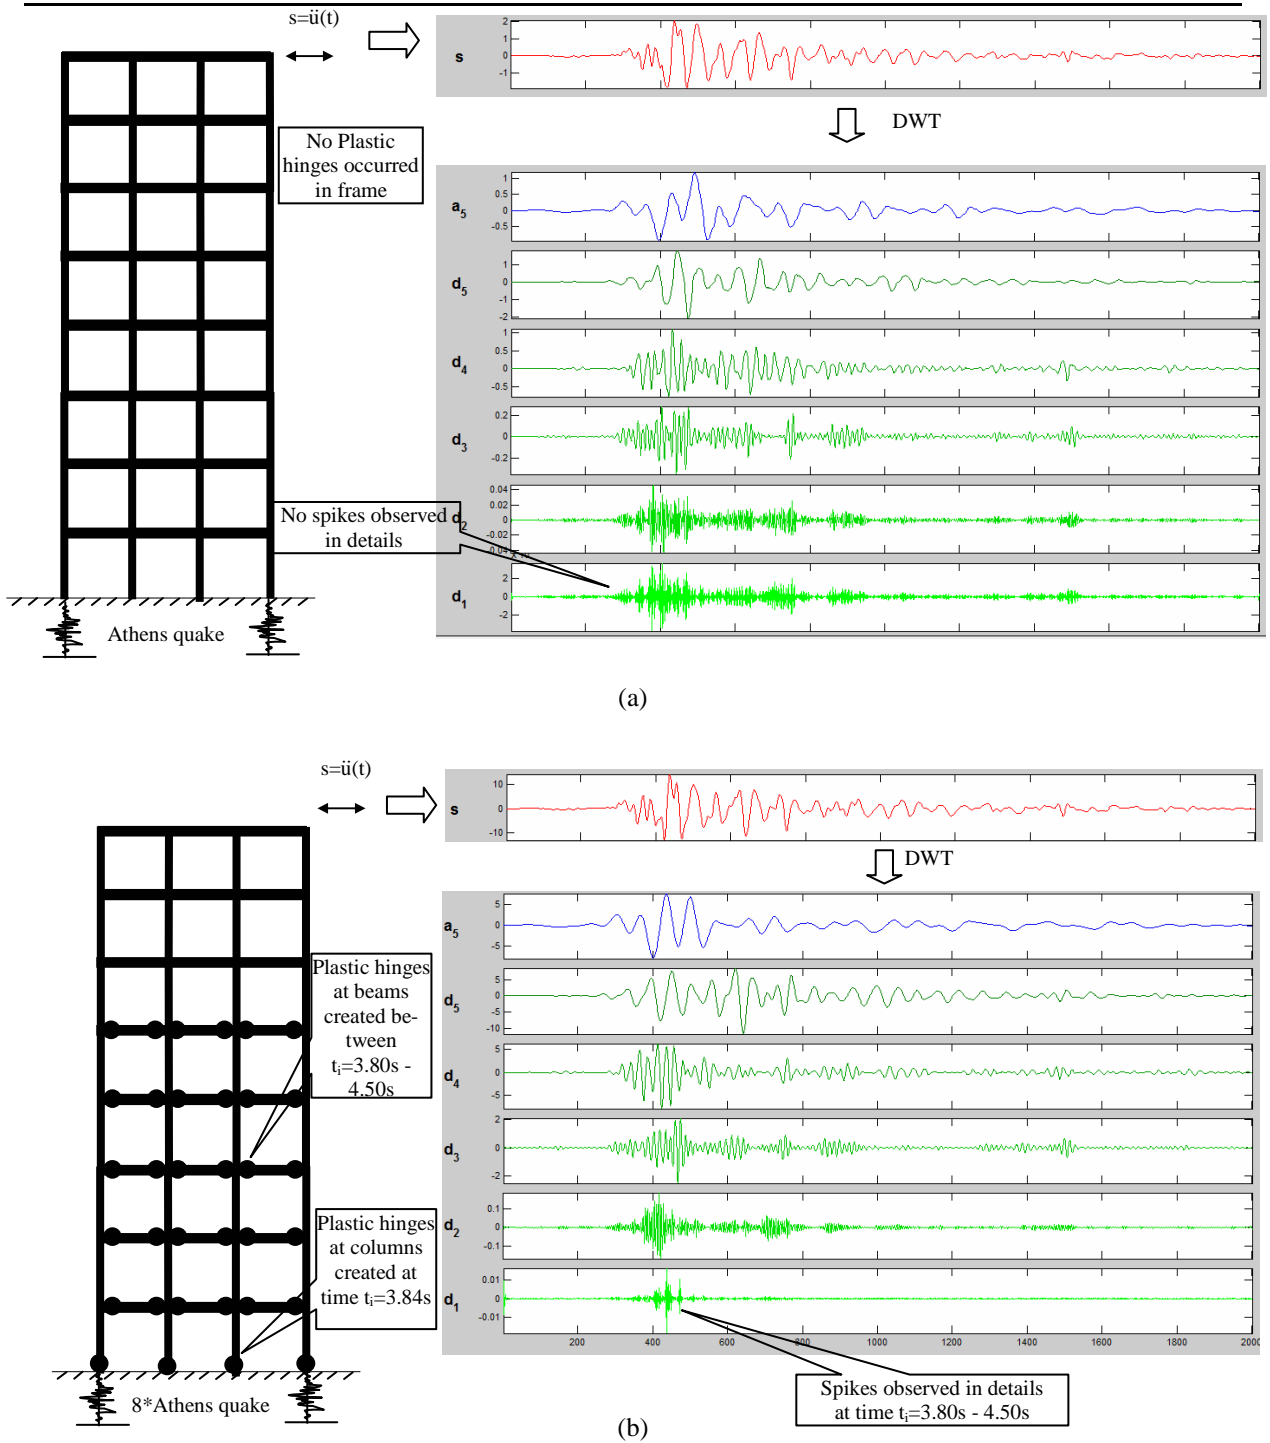 s=ü(t)
s
2
1
0
-1
DWT
No Plastic
hinges occurred
in frame
a5
1
0.5
0
-0.5
d5
1
0
-1
-2
d4
1
0.5
0
-0.5
d3
0.2
0
-0.2
No spikes observed
in details
d2
0.04
0.02
0
-0.02
-0.04
d1
2
0
-2
Athens quake
(a)
s=ü(t)
s
10
0
-10
DWT
a5
5
0
-5
Plastic hinges
at beams
created be-
tween
ti=3.80s -
4.50s
d5
5
0
-5
-10
d4
5
0
-5
d3
2
0
-2
Plastic hinges
at columns
created at
time ti=3.84s
d2
0.1
0
-0.1
d1
0.01
0
-0.01
200 400 600 800 1000 1200 1400 1600 1800 2000
8*Athens quake
Spikes observed in details
at time ti=3.80s - 4.50s
(b)